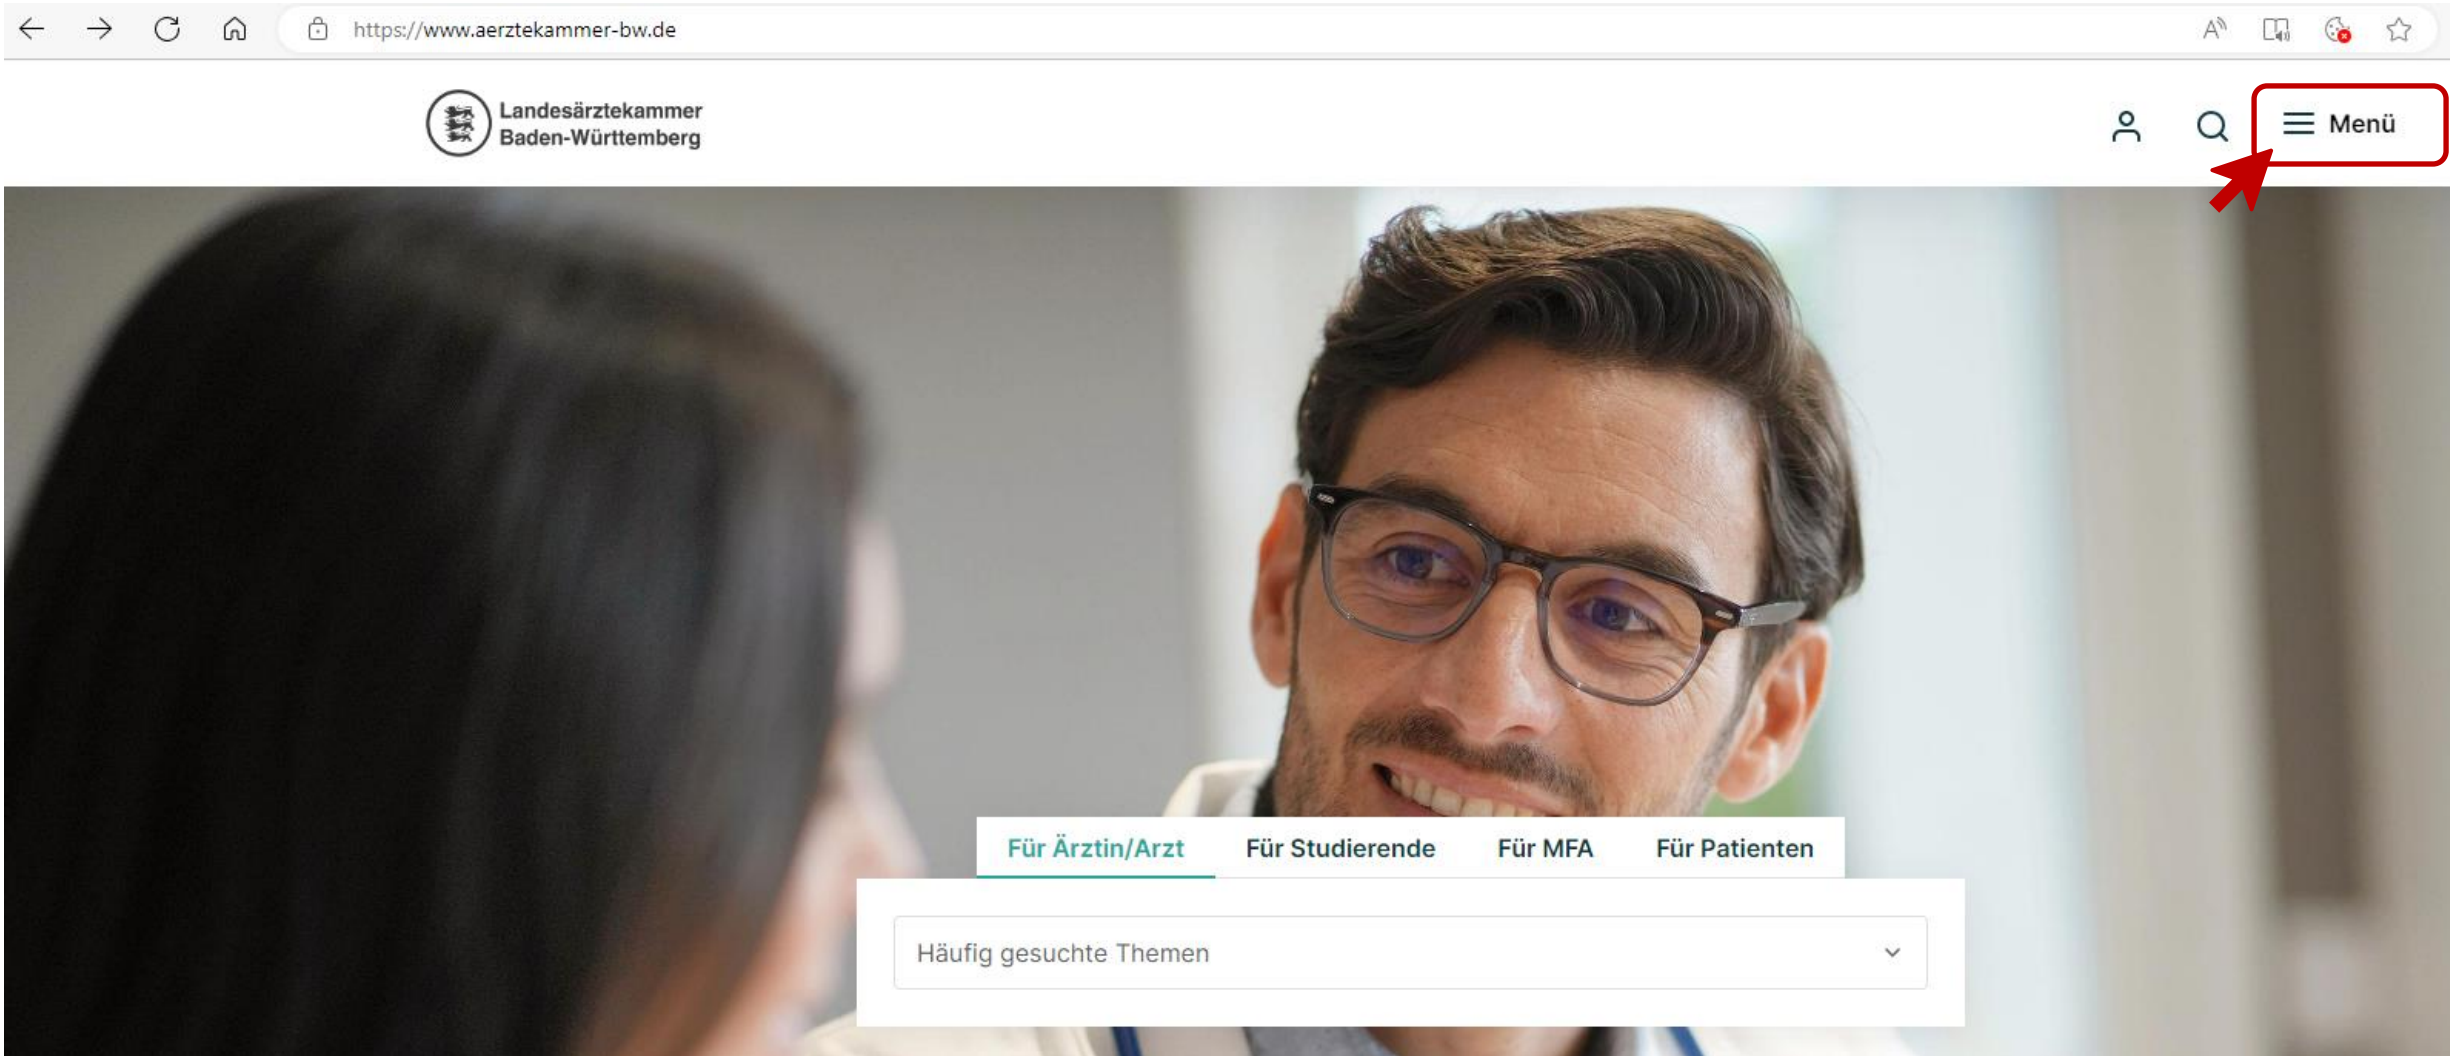 https://www.aerztekammer-bw.de
Landesärztekammer
Baden-Württemberg
Menü
Für Ärztin/Arzt Für Studierende Für MFA Für Patienten
Häufig gesuchte Themen